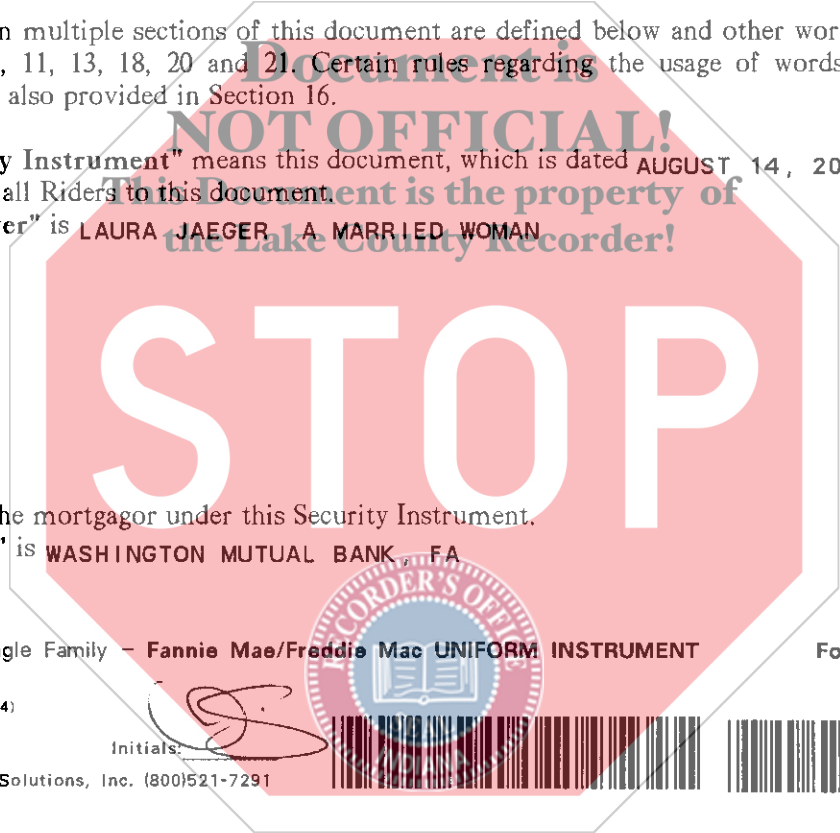 n multiple sections of this document are defined below and other wor
, 11, 13, 18, 20 and 21. Certain rules regarding the usage of words
also provided in Section 16.
Document is
NOT OFFICIAL!
This Document is the property of
the Lake County Recorder!
y Instrument" means this document, which is dated AUGUST 14, 20
all Riders to this document.
er" is LAURA JAEGER A MARRIED WOMAN
STOP
he mortgagor under this Security Instrument.
" is WASHINGTON MUTUAL BANK, FA
RECORDER'S OFFICE
INDIANA
gle Family - Fannie Mae/Freddie Mac UNIFORM INSTRUMENT Fo
4)
Initials:
Solutions, Inc. (800)521-7291